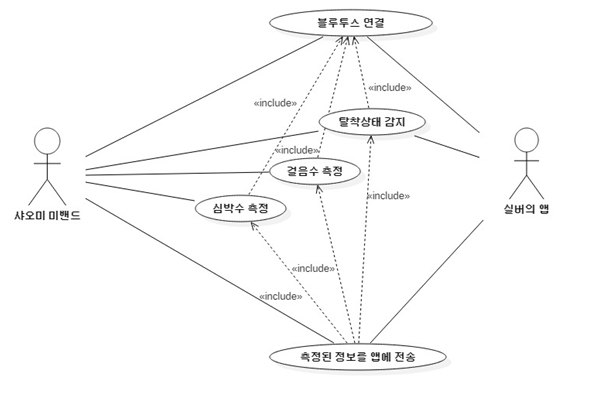 블루투스 연결
«include»
«include»
탈착상태 감지
«include»
걸음수 측정
«include»
심박수 측정
샤오미 미밴드
실버의 앱
«include»
«include»
측정된 정보를 앱에 전송